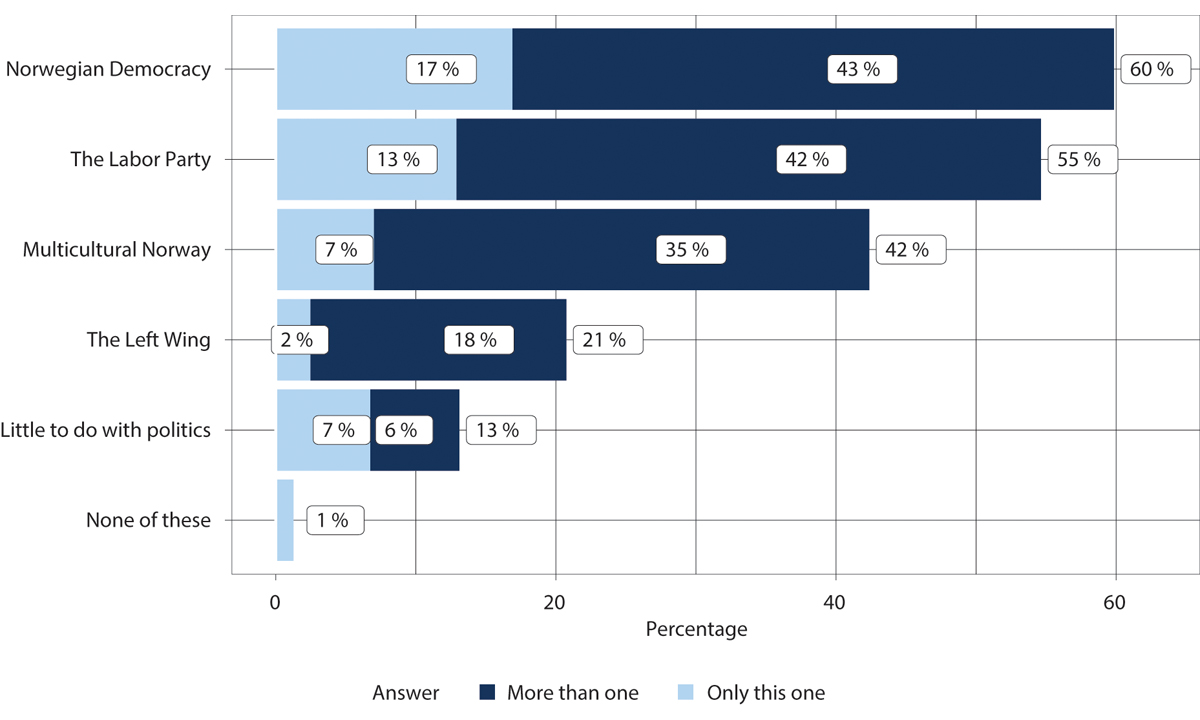 Norwegian Democracy 17 % 43 % 60 %
The Labor Party 13 % 42 % 55 %
Multicultural Norway 7 % 35 % 42 %
The Left Wing 2 % 18 % 21 %
Little to do with politics 7 % 6 % 13 %
None of these 1 %
0 20 40 60
Percentage
Answer More than one Only this one